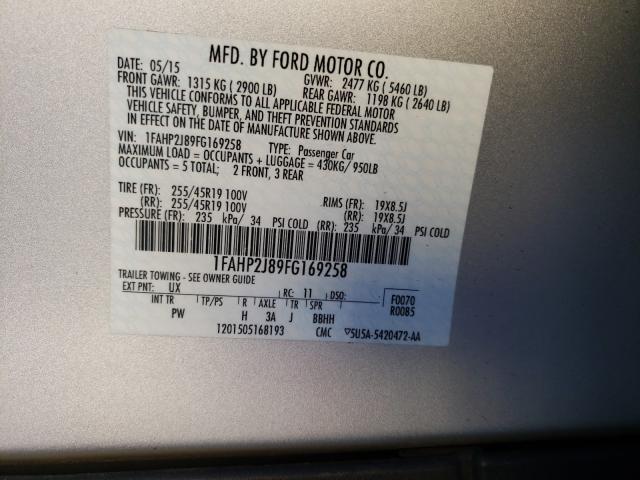 MFD. BY FORD MOTOR CO.
DATE: 05/15 GVWR: 2477 KG ( 5460 LB)
FRONT GAWR: 1315 KG ( 2900 LB) REAR GAWR: 1198 KG ( 2640 LB)
THIS VEHICLE CONFORMS TO ALL APPLICABLE FEDERAL MOTOR
VEHICLE SAFETY, BUMPER, AND THEFT PREVENTION STANDARDS
IN EFFECT ON THE DATE OF MANUFACTURE SHOWN ABOVE.
VIN: 1FAHP2J89FG169258 TYPE: Passenger Car
MAXIMUM LOAD = OCCUPANTS + LUGGAGE = 430KG/ 950LB
OCCUPANTS = 5 TOTAL; 2 FRONT, 3 REAR
TIRE (FR): 255/45R19 100V RIMS (FR): 19X8.5J
(RR): 255/45R19 100V (RR): 19X8.5J
PRESSURE (FR): 235 kPa/ 34 PSI COLD (RR): 235 kPa/ 34 PSI COLD
1FAHP2J89FG169258
TRAILER TOWING - SEE OWNER GUIDE
EXT PNT: UX RC: 11 DSO: F0070
INT TR TP/PS R AXLE TR SPR R0085
PW H 3A J BBHH
1201505168193 CMC ▽5U5A-5420472-AA